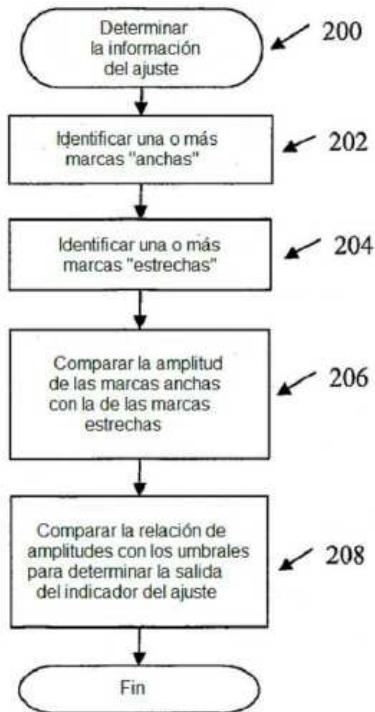 Determinar
la información
del ajuste
200
Identificar una o más
marcas "anchas"
202
Identificar una o más
marcas "estrechas"
204
Comparar la amplitud
de las marcas anchas
con la de las marcas
estrechas
206
Comparar la relación de
amplitudes con los umbrales
para determinar la salida
del indicador del ajuste
208
Fin